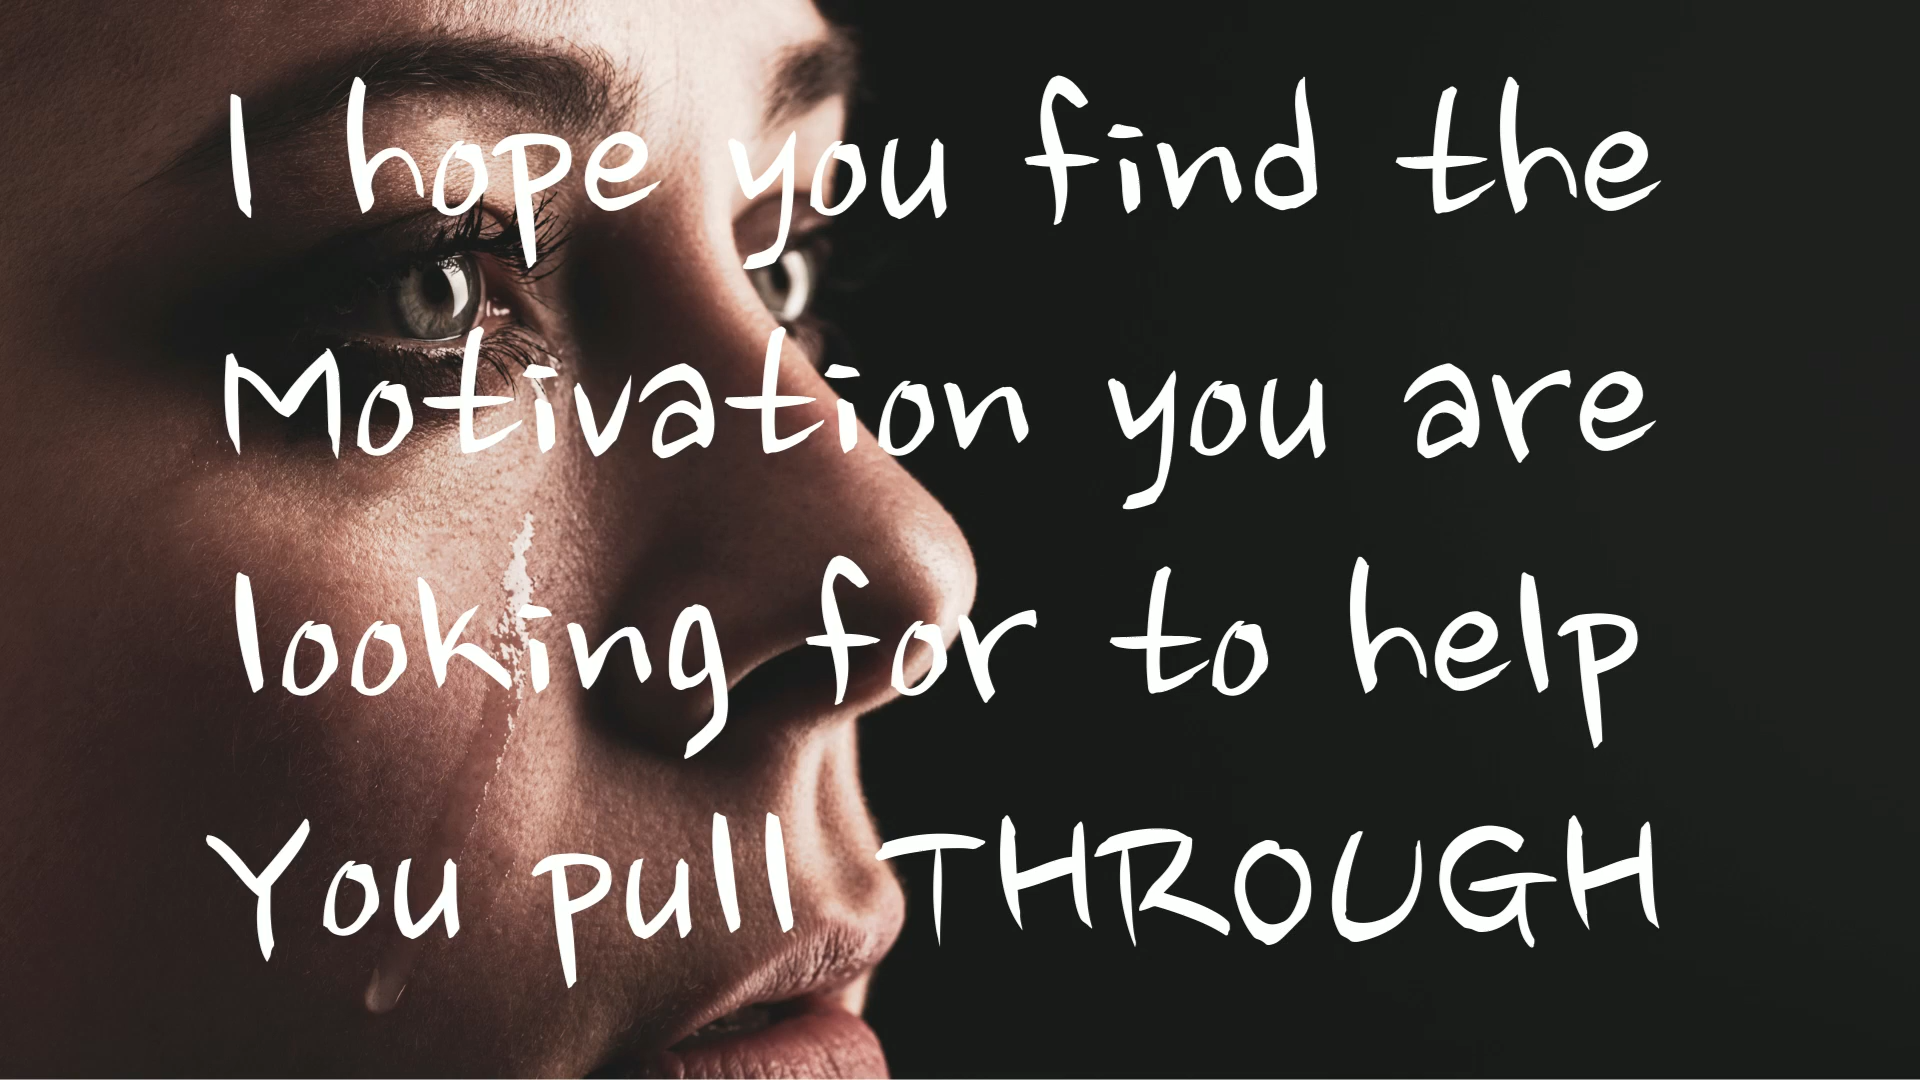 I hope you find the
Motivation you are
looking for to help
You pull THROUGH